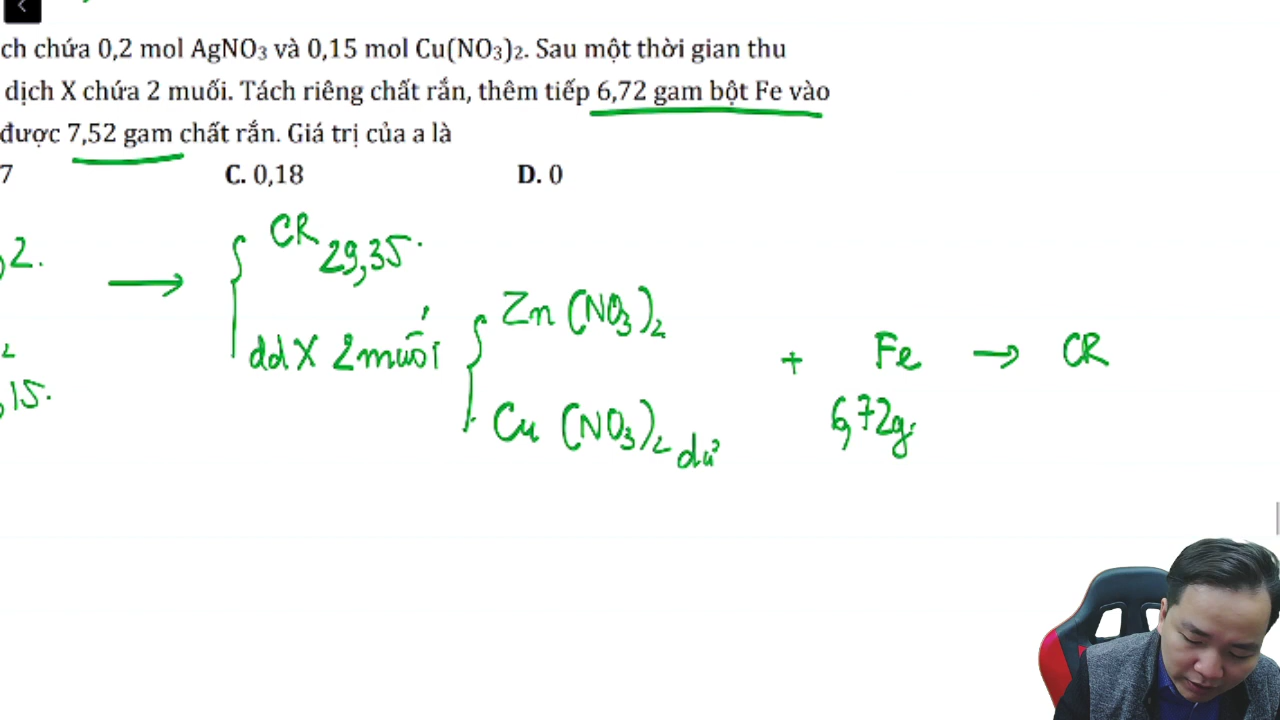 ch chứa 0,2 mol AgNO₃ và 0,15 mol Cu(NO₃)₂. Sau một thời gian thu
dịch X chứa 2 muối. Tách riêng chất rắn, thêm tiếp 6,72 gam bột Fe vào
được 7,52 gam chất rắn. Giá trị của a là
7 C. 0,18 D. 0
CR 29,35.
,2.
Zn (NO₃)₂
ddX 2 muối + Fe → CR
2
,15.
6,72g.
Cu (NO₃)₂ dư